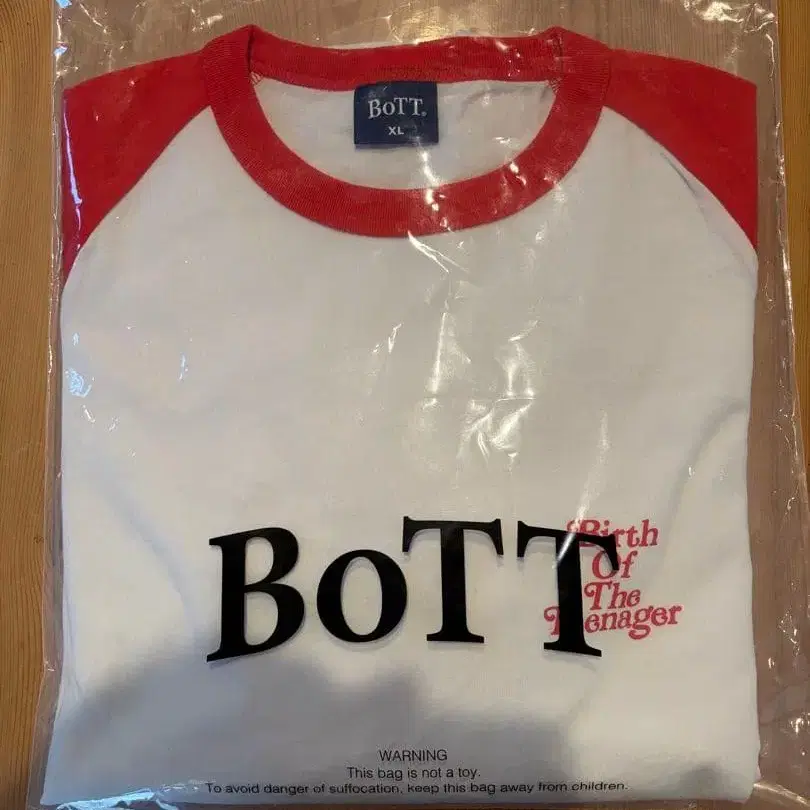 BoTT.
XL
BoTT
Birth
Of
The
Teenager
WARNING
This bag is not a toy.
To avoid danger of suffocation, keep this bag away from children.